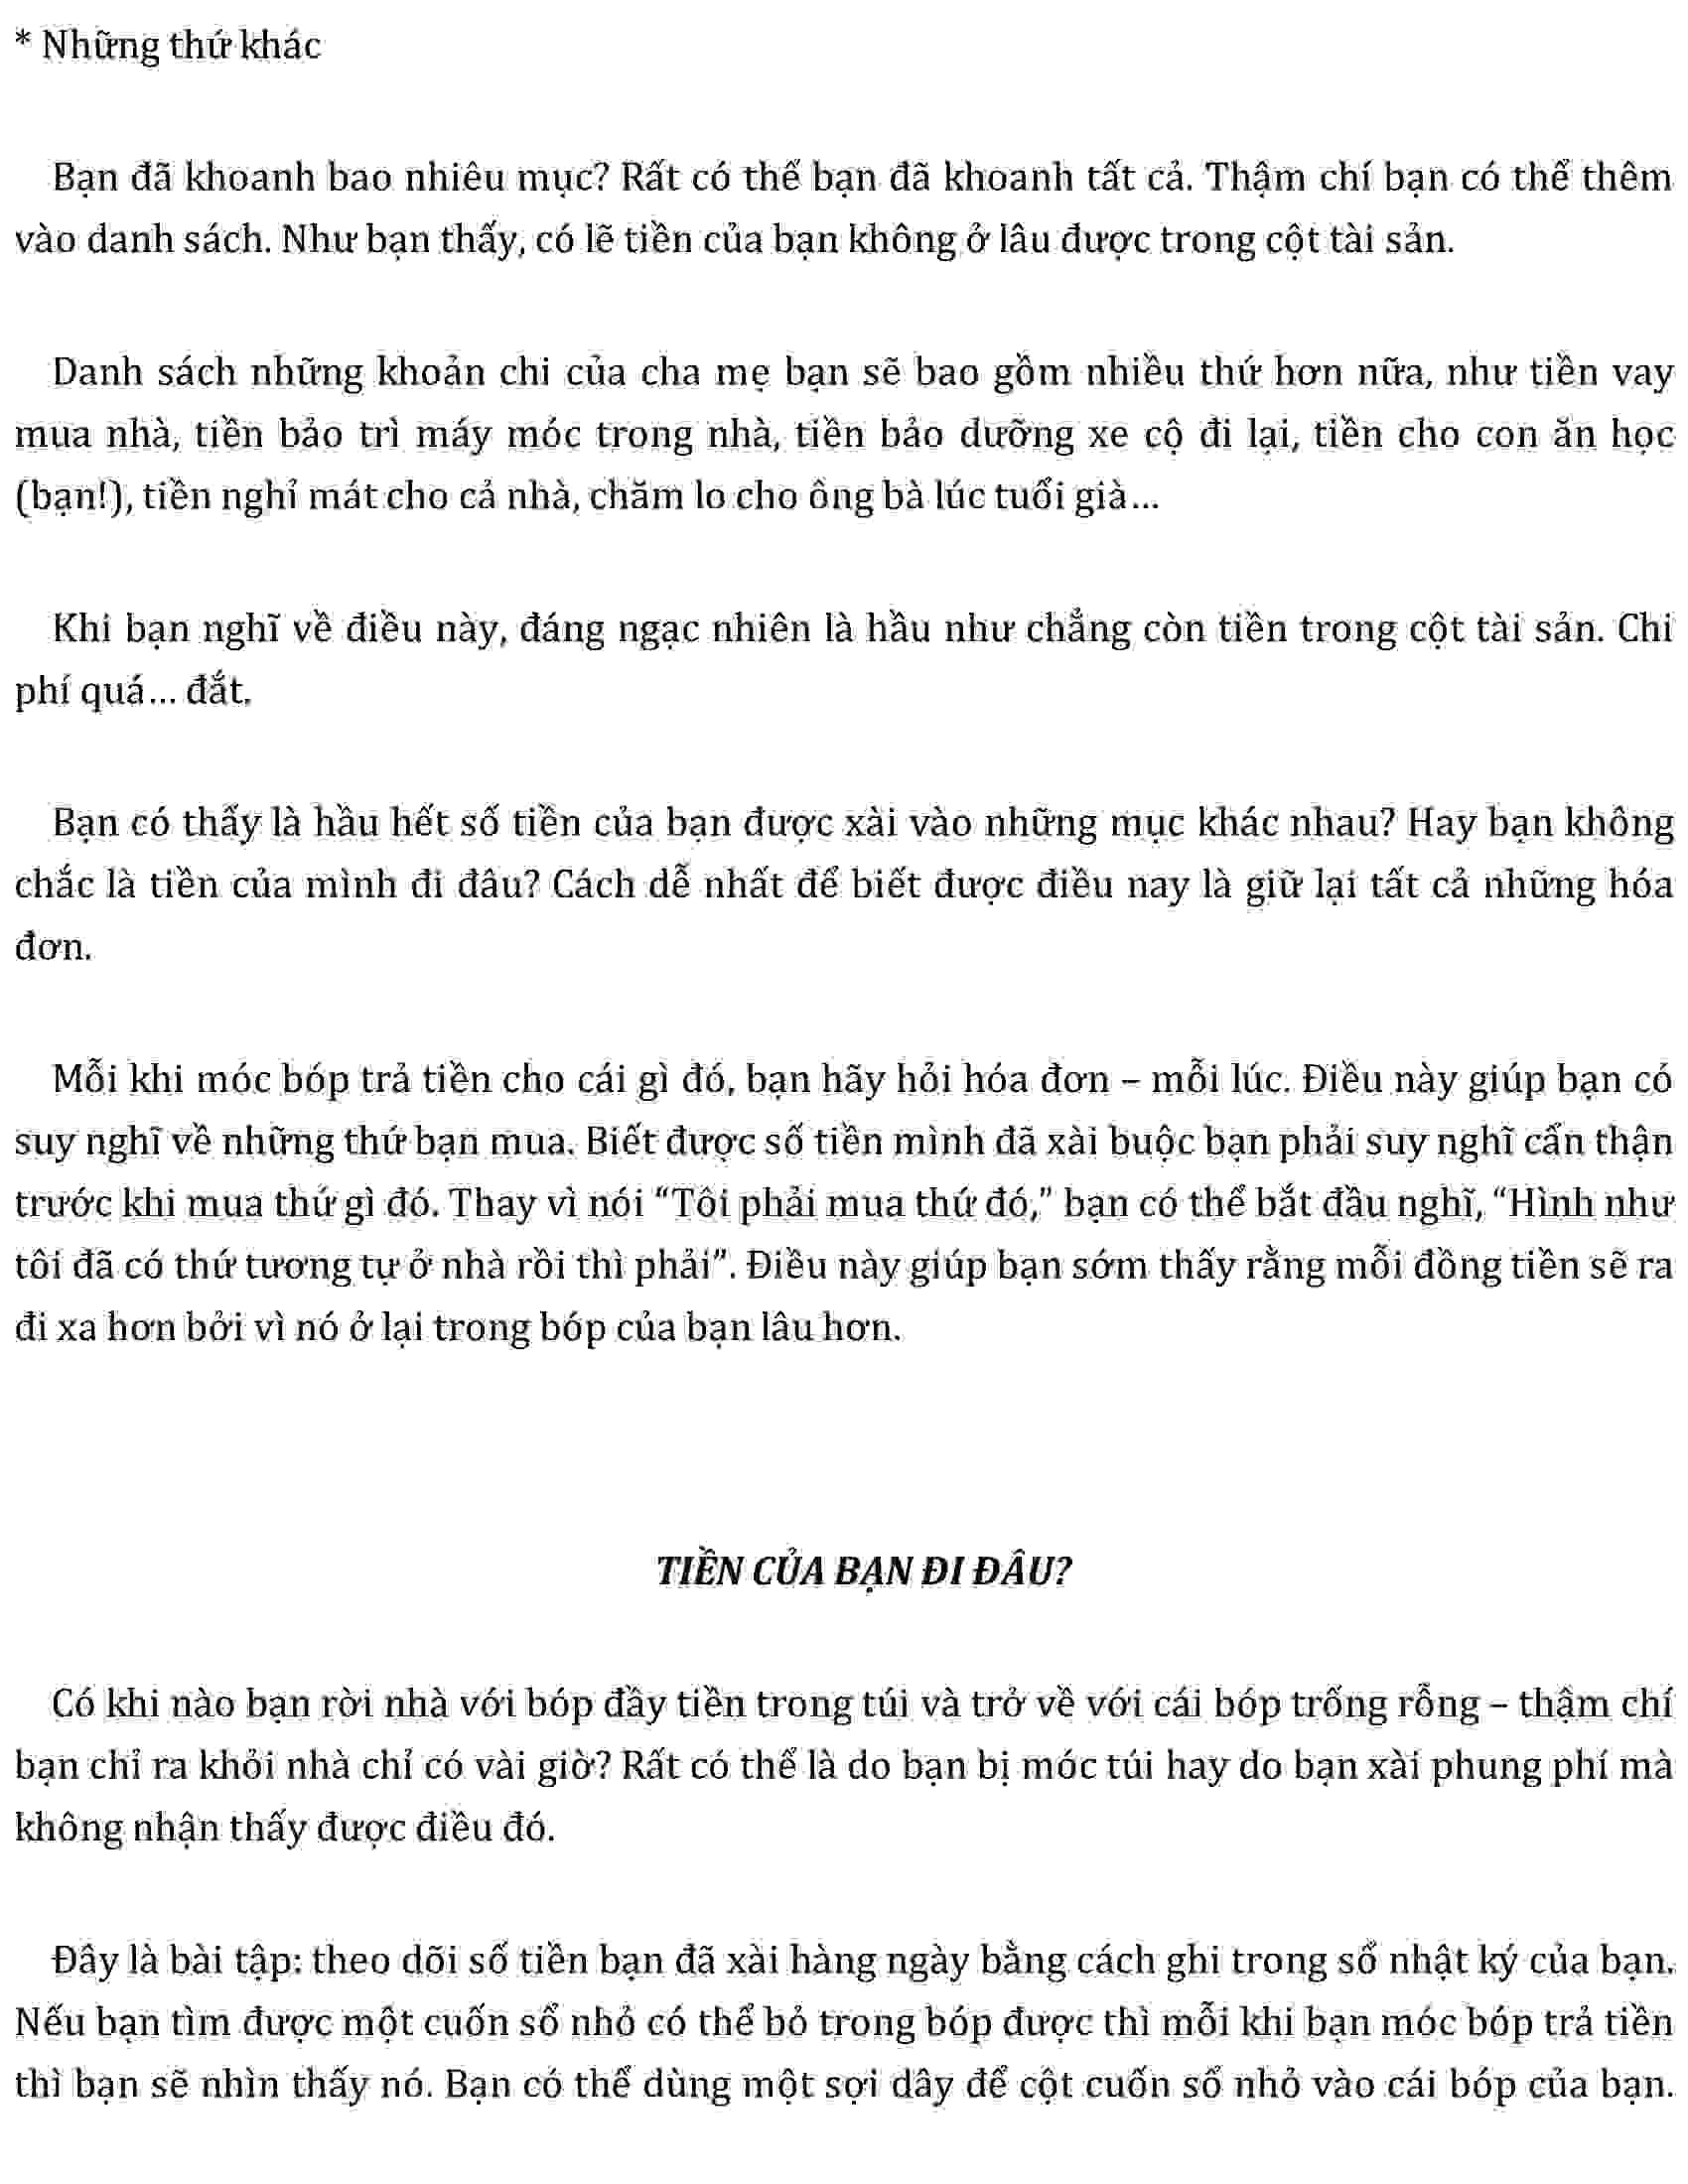 * Những thứ khác
Bạn đã khoanh bao nhiêu mục? Rất có thể bạn đã khoanh tất cả. Thậm chí bạn có thể thêm
vào danh sách. Như bạn thấy, có lẽ tiền của bạn không ở lâu được trong cột tài sản.
Danh sách những khoản chi của cha mẹ bạn sẽ bao gồm nhiều thứ hơn nữa, như tiền vay
mua nhà, tiền bảo trì máy móc trong nhà, tiền bảo dưỡng xe cộ đi lại, tiền cho con ăn học
(bạn!), tiền nghỉ mát cho cả nhà, chăm lo cho ông bà lúc tuổi già...
Khi bạn nghĩ về điều này, đáng ngạc nhiên là hầu như chẳng còn tiền trong cột tài sản. Chi
phí quá... đắt.
Bạn có thấy là hầu hết số tiền của bạn được xài vào những mục khác nhau? Hay bạn không
chắc là tiền của mình đi đâu? Cách dễ nhất để biết được điều nay là giữ lại tất cả những hóa
đơn.
Mỗi khi móc bóp trả tiền cho cái gì đó, bạn hãy hỏi hóa đơn – mỗi lúc. Điều này giúp bạn có
suy nghĩ về những thứ bạn mua. Biết được số tiền mình đã xài buộc bạn phải suy nghĩ cẩn thận
trước khi mua thứ gì đó. Thay vì nói “Tôi phải mua thứ đó,” bạn có thể bắt đầu nghĩ, “Hình như
tôi đã có thứ tương tự ở nhà rồi thì phải”. Điều này giúp bạn sớm thấy rằng mỗi đồng tiền sẽ ra
đi xa hơn bởi vì nó ở lại trong bóp của bạn lâu hơn.
TIỀN CỦA BẠN ĐI ĐÂU?
Có khi nào bạn rời nhà với bóp đầy tiền trong túi và trở về với cái bóp trống rỗng – thậm chí
bạn chỉ ra khỏi nhà chỉ có vài giờ? Rất có thể là do bạn bị móc túi hay do bạn xài phung phí mà
không nhận thấy được điều đó.
Đây là bài tập: theo dõi số tiền bạn đã xài hàng ngày bằng cách ghi trong sổ nhật ký của bạn.
Nếu bạn tìm được một cuốn sổ nhỏ có thể bỏ trong bóp được thì mỗi khi bạn móc bóp trả tiền
thì bạn sẽ nhìn thấy nó. Bạn có thể dùng một sợi dây để cột cuốn sổ nhỏ vào cái bóp của bạn.